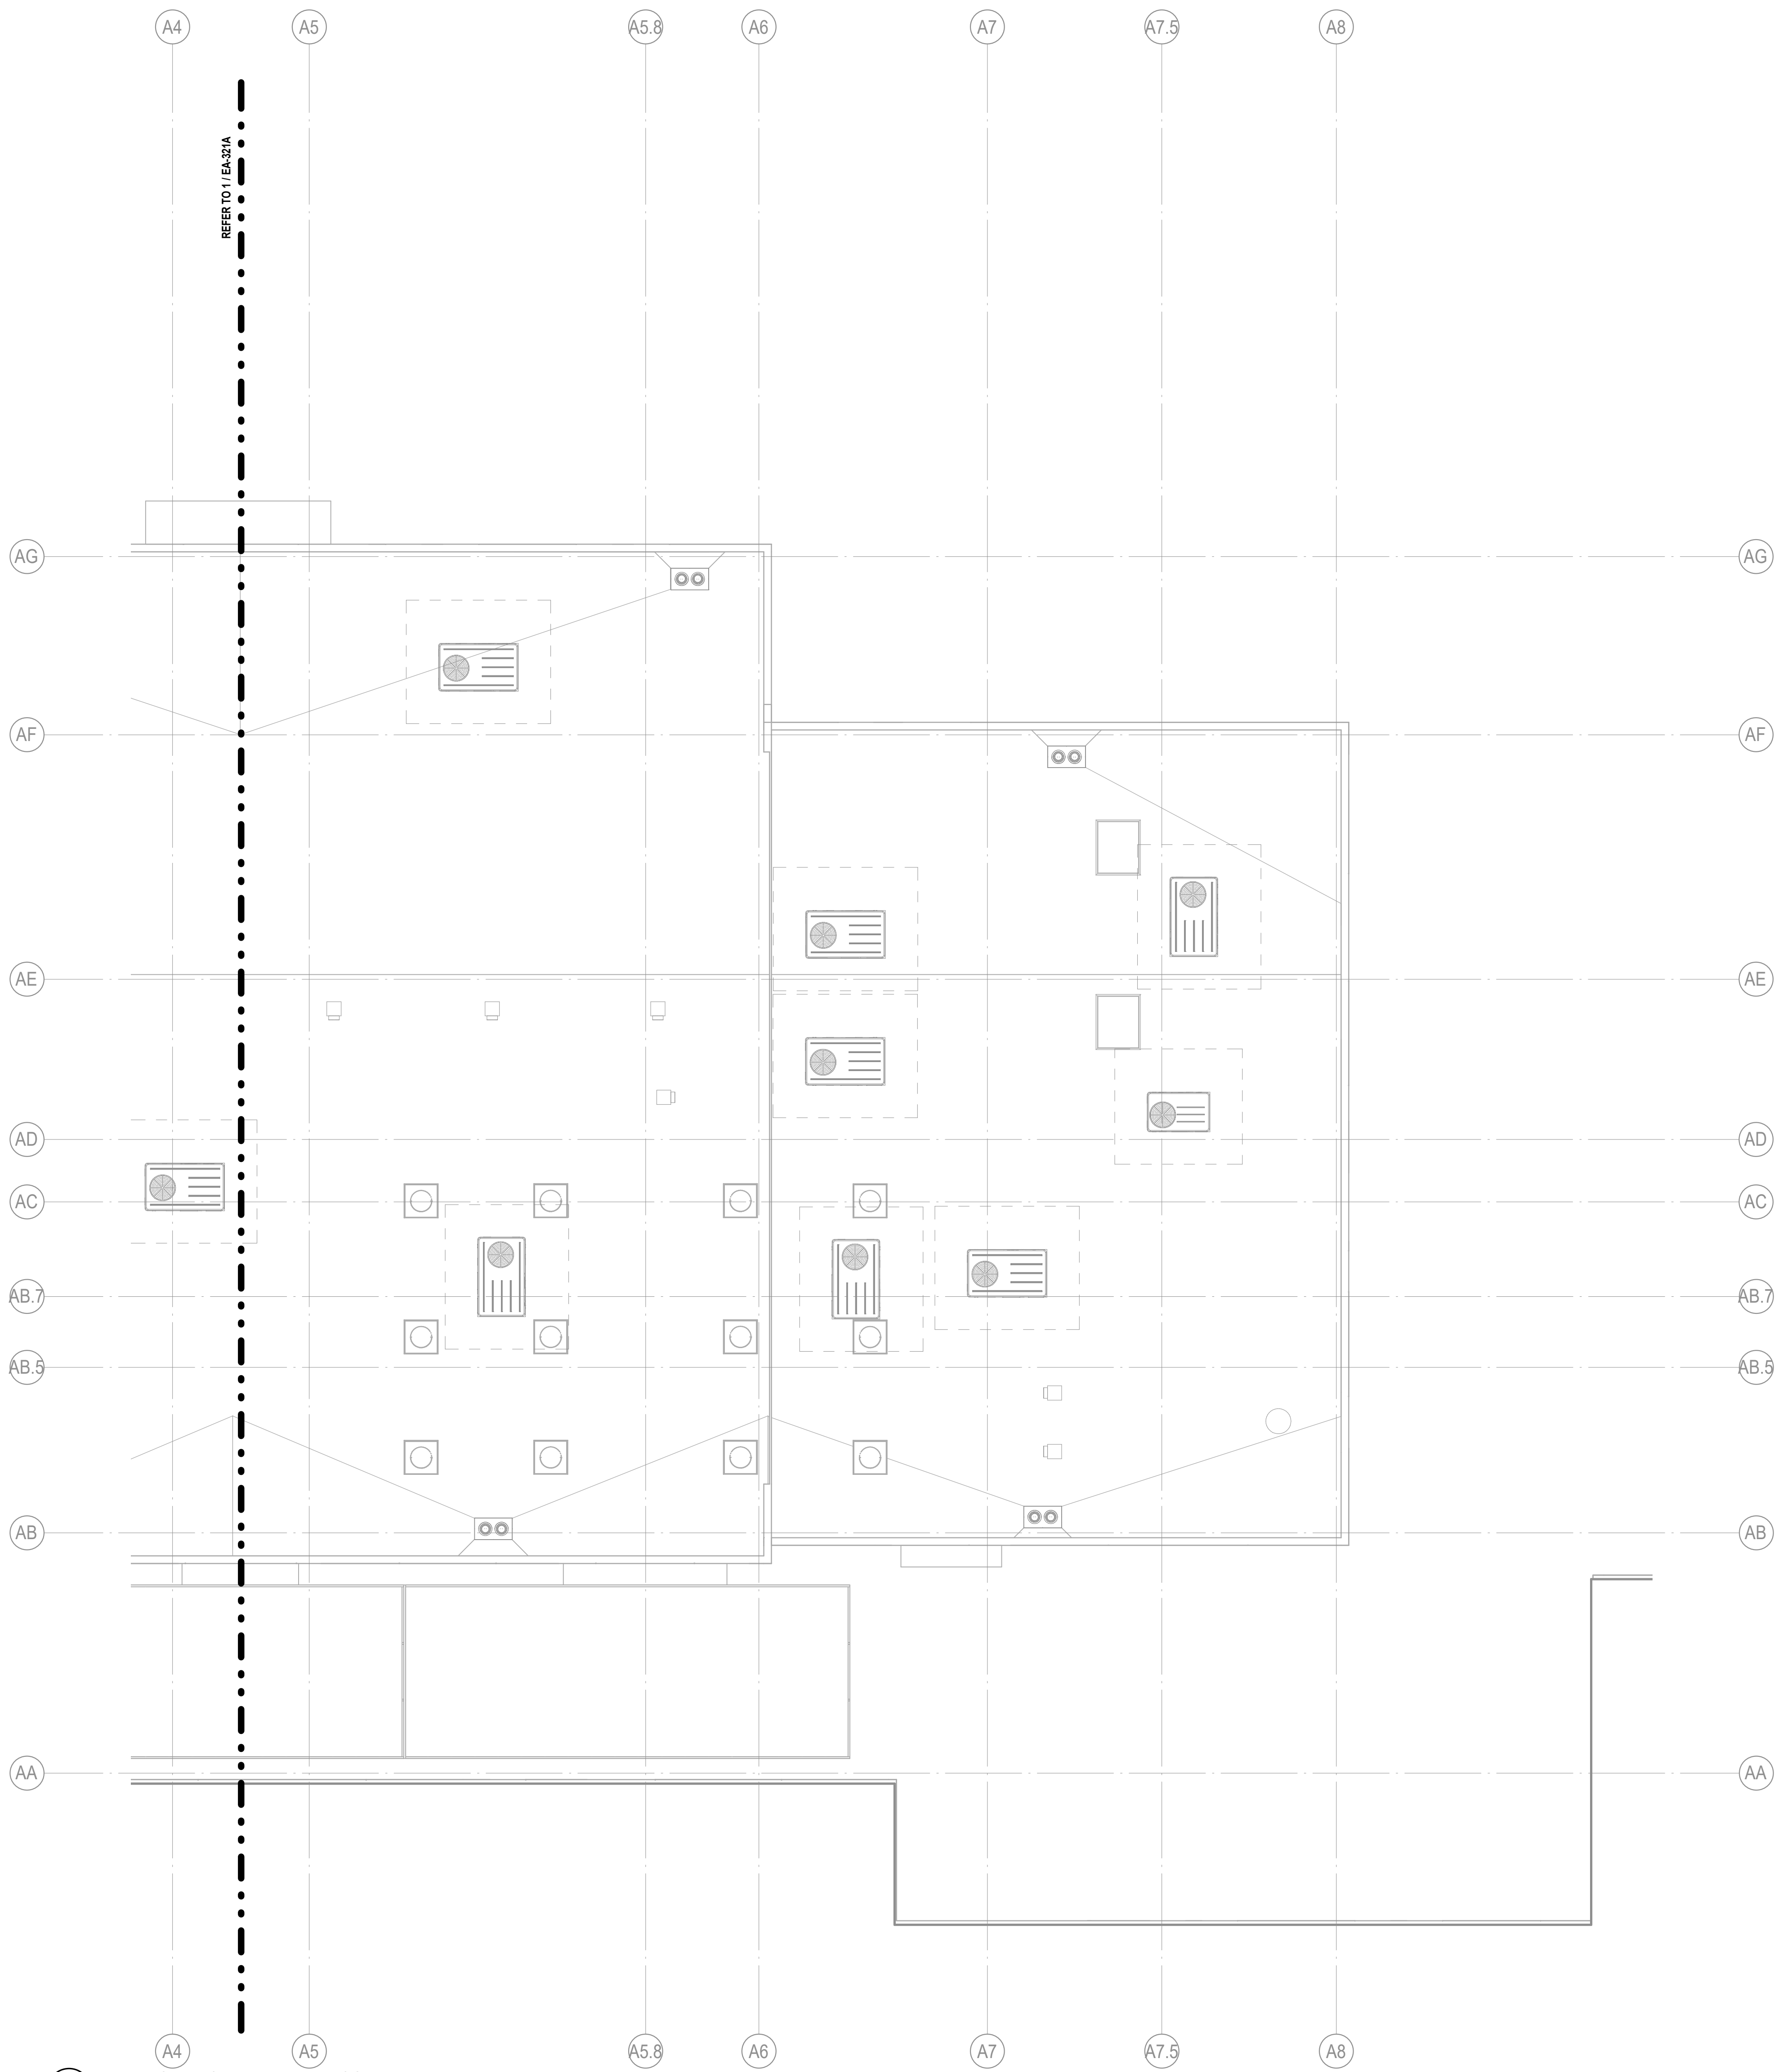 A4 A5 A5.8 A6 A7 A7.5 A8
REFER TO 1 / EA-321A
AG AG
AF AF
AE AE
AD AD
AC AC
AB.7 AB.7
AB.5 AB.5
AB AB
AA AA
A4 A5 A5.8 A6 A7 A7.5 A8